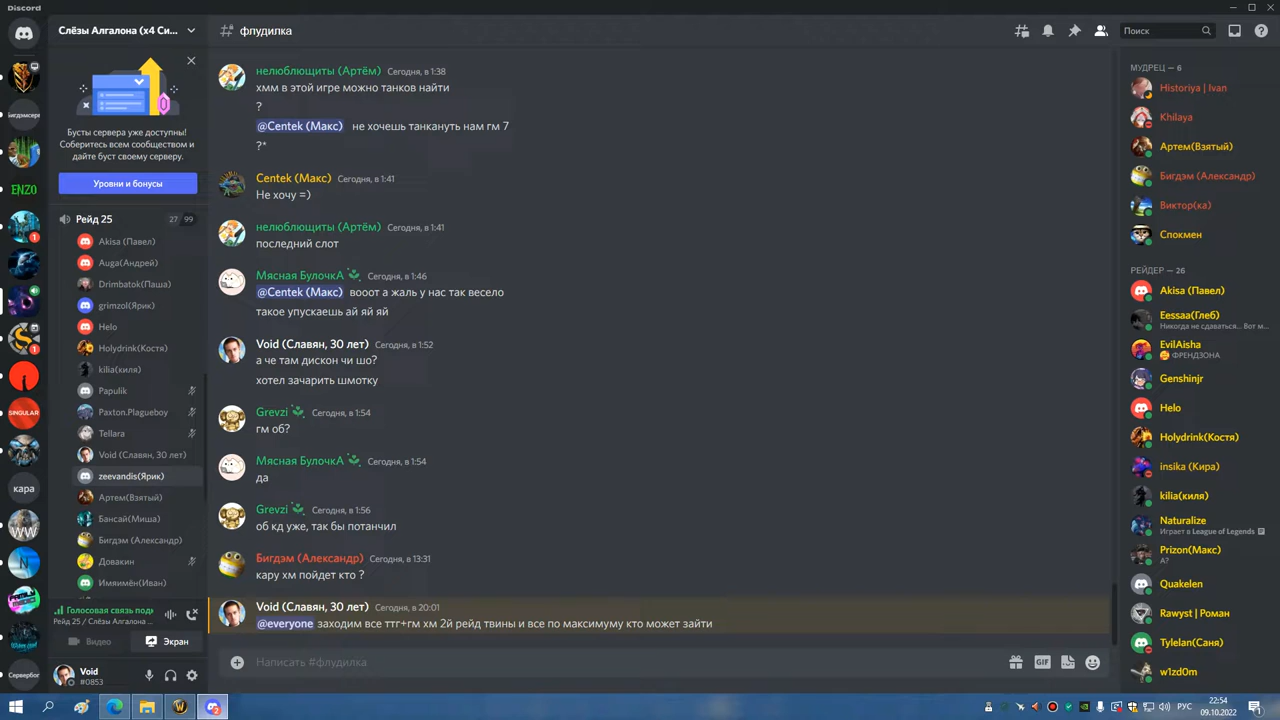 Discord
Слёзы Алгалона (x4 Си...
флудилка
Поиск
Бусты сервера уже доступны!
Соберитесь всем сообществом и
дайте буст своему серверу.
Уровни и бонусы
Бигдэмсере
ENZO
1
1
SINGULAR
кара
WW
N
Сервербог
Рейд 25
27 99
Akisa (Павел)
Auga(Андрей)
Drimbatok(Паша)
grimzol(Ярик)
Helo
Holydrink(Костя)
kilia(киля)
Papulik
Paxton.Plagueboy
Tellara
Void (Славян, 30 лет)
zeevandis(Ярик)
Артем(Взятый)
Бансай(Миша)
Бигдэм (Александр)
Довакин
Имяимён(Иван)
Голосовая связь подк
Рейд 25 / Слёзы Алгалона ...
Видео
Экран
Void
#0853
нелюблющиты (Артём) Сегодня, в 1:38
хмм в этой игре можно танков найти
?
@Centek (Макс) не хочешь танкануть нам гм 7
?*
Centek (Макс) Сегодня, в 1:41
Не хочу =)
нелюблющиты (Артём) Сегодня, в 1:41
последний слот
Мясная БулочкА Сегодня, в 1:46
@Centek (Макс) вооот а жаль у нас так весело
такое упускаешь ай яй яй
Void (Славян, 30 лет) Сегодня, в 1:52
а че там дискон чи шо?
хотел зачарить шмотку
Grevzi Сегодня, в 1:54
гм об?
Мясная БулочкА Сегодня, в 1:54
да
Grevzi Сегодня, в 1:56
об кд уже, так бы потанчил
Бигдэм (Александр) Сегодня, в 13:31
кару хм пойдет кто ?
Void (Славян, 30 лет) Сегодня, в 20:01
@everyone заходим все ттг+гм хм 2й рейд твины и все по максимуму кто может зайти
Написать #флудилка
GIF
МУДРЕЦ — 6
Historiya | Ivan
Khilaya
Артем(Взятый)
Бигдэм (Александр)
Виктор(ка)
Спокмен
РЕЙДЕР — 26
Akisa (Павел)
Eessaa(Глеб)
Никогда не сдаваться... Вот м...
EvilAisha
ФРЕНДЗОНА
Genshinjr
Helo
Holydrink(Костя)
insika (Кира)
kilia(киля)
Naturalize
Играет в League of Legends
Prizon(Макс)
А?
Quakelen
Rawyst | Роман
Tylelan(Саня)
w1zd0m
2
РУС
22:54
09.10.2022
1